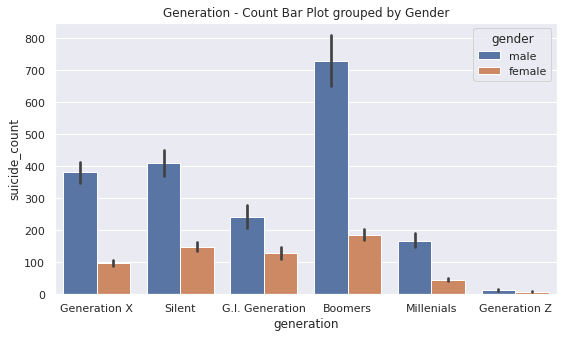 Generation - Count Bar Plot grouped by Gender
gender
male
female
suicide_count
800
700
600
500
400
300
200
100
0
Generation X Silent G.I. Generation Boomers Millenials Generation Z
generation